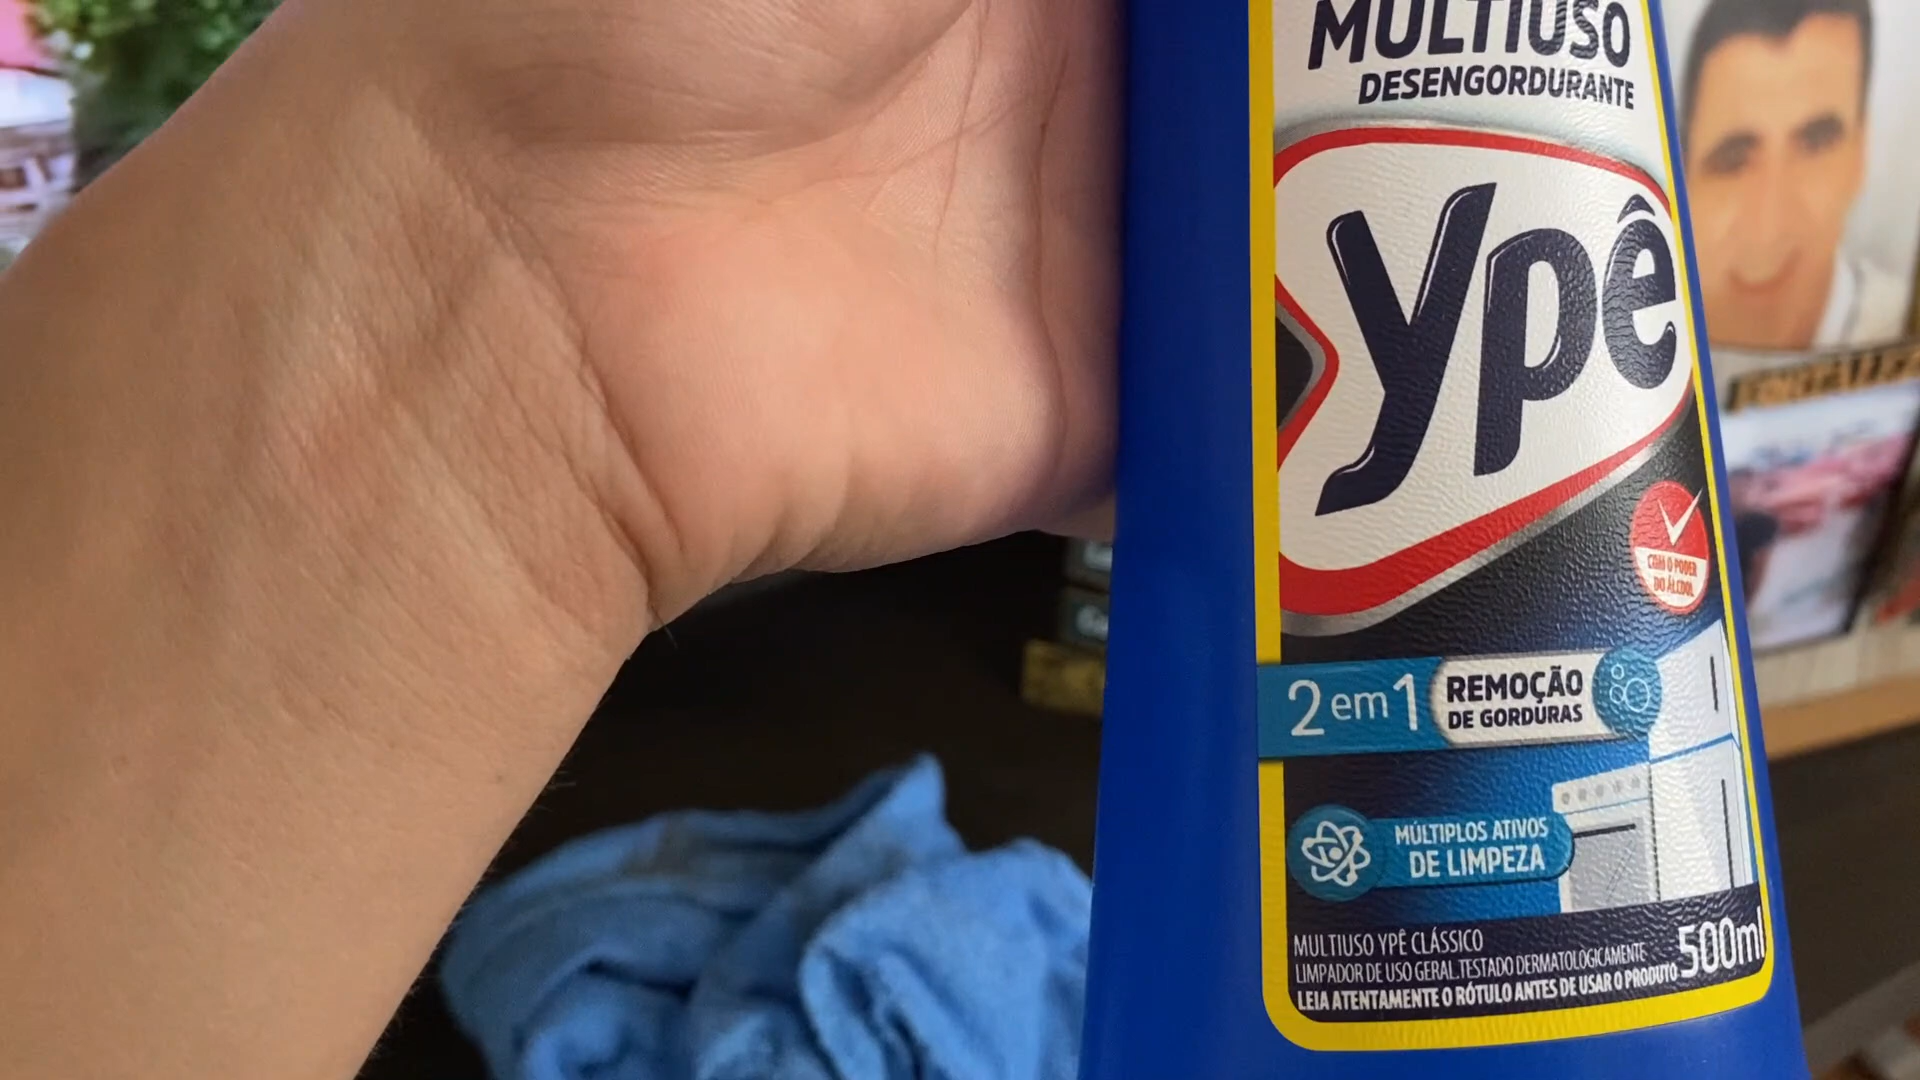 MULTIUSO
DESENGORDURANTE
ypê
COM O PODER
DO ÁLCOOL
2 em 1
REMOÇÃO
DE GORDURAS
MÚLTIPLOS ATIVOS
DE LIMPEZA
MULTIUSO YPÊ CLÁSSICO
LIMPADOR DE USO GERAL.TESTADO DERMATOLOGICAMENTE
LEIA ATENTAMENTE O RÓTULO ANTES DE USAR O PRODUTO
500ml